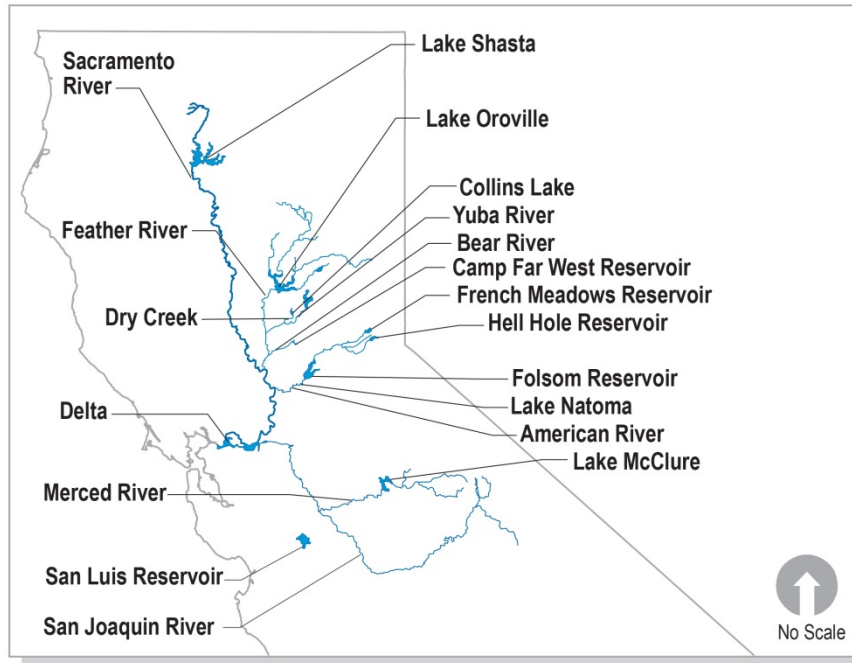 Lake Shasta
Sacramento
River
Lake Oroville
Collins Lake
Yuba River
Feather River
Bear River
Camp Far West Reservoir
French Meadows Reservoir
Dry Creek
Hell Hole Reservoir
Folsom Reservoir
Lake Natoma
Delta
American River
Lake McClure
Merced River
San Luis Reservoir
San Joaquin River
No Scale